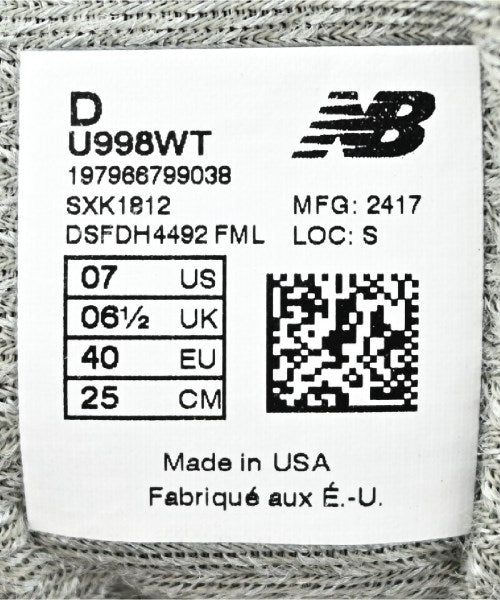 D
NB
U998WT
197966799038
SXK1812 MFG: 2417
DSFDH4492 FML LOC: S
07 US
06½ UK
40 EU
25 CM
Made in USA
Fabriqué aux É.-U.